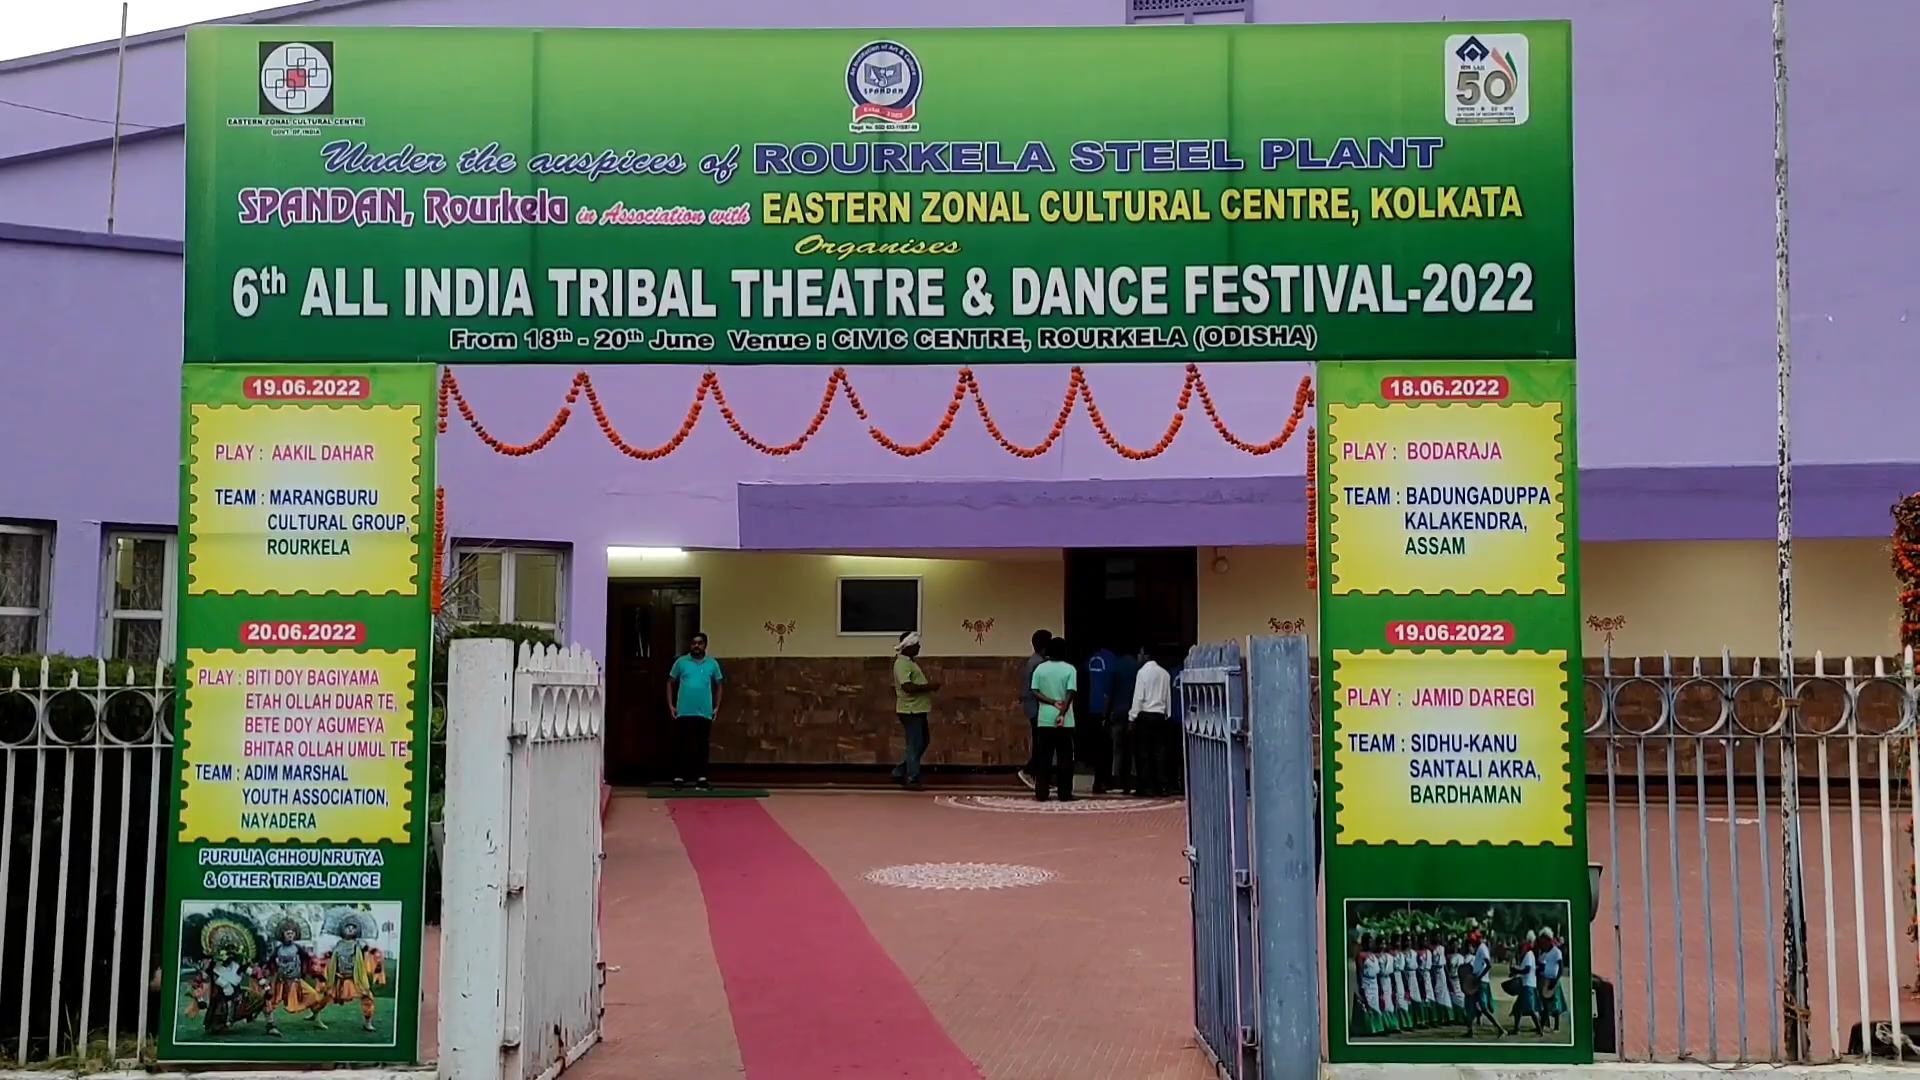 EASTERN ZONAL CULTURAL CENTRE
GOVT. OF INDIA
An Institution of Art & Culture
SPANDAN
50
Under the auspices of ROURKELA STEEL PLANT
SPANDAN, Rourkela in Association with EASTERN ZONAL CULTURAL CENTRE, KOLKATA
Organises
6th ALL INDIA TRIBAL THEATRE & DANCE FESTIVAL-2022
From 18th - 20th June Venue : CIVIC CENTRE, ROURKELA (ODISHA)
19.06.2022
PLAY : AAKIL DAHAR
TEAM : MARANGBURU
CULTURAL GROUP,
ROURKELA
20.06.2022
PLAY : BITI DOY BAGIYAMA
ETAH OLLAH DUAR TE,
BETE DOY AGUMEYA
BHITAR OLLAH UMUL TE
TEAM : ADIM MARSHAL
YOUTH ASSOCIATION,
NAYADERA
PURULIA CHHOU NRUTYA
& OTHER TRIBAL DANCE
18.06.2022
PLAY : BODARAJA
TEAM : BADUNGADUPPA
KALAKENDRA,
ASSAM
19.06.2022
PLAY : JAMID DAREGI
TEAM : SIDHU-KANU
SANTALI AKRA,
BARDHAMAN